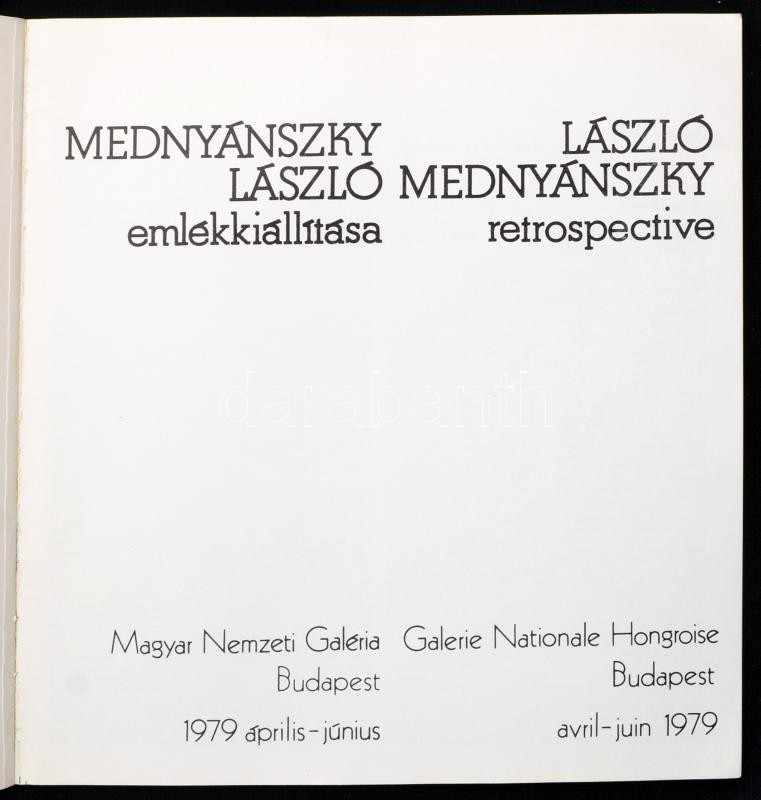 MEDNYÁNSZKY
LÁSZLÓ
emlékkiállítása
LÁSZLÓ
MEDNYÁNSZKY
retrospective
darabanth
Magyar Nemzeti Galéria
Budapest
1979 április-június
Galerie Nationale Hongroise
Budapest
avril-juin 1979